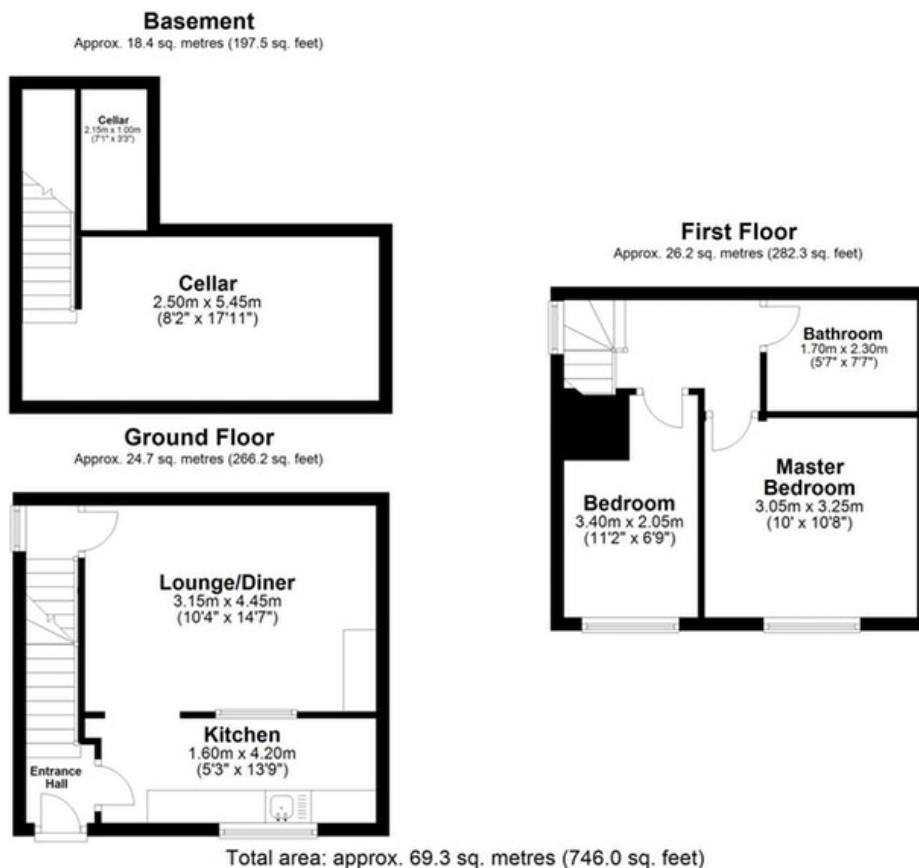 Basement
Approx. 18.4 sq. metres (197.5 sq. feet)
Cellar
2.15m x 1.00m
(7'1" x 3'3")
Cellar
2.50m x 5.45m
(8'2" x 17'11")
Ground Floor
Approx. 24.7 sq. metres (266.2 sq. feet)
Lounge/Diner
3.15m x 4.45m
(10'4" x 14'7")
Kitchen
1.60m x 4.20m
(5'3" x 13'9")
Entrance
Hall
First Floor
Approx. 26.2 sq. metres (282.3 sq. feet)
Bathroom
1.70m x 2.30m
(5'7" x 7'7")
Bedroom
3.40m x 2.05m
(11'2" x 6'9")
Master
Bedroom
3.05m x 3.25m
(10' x 10'8")
Total area: approx. 69.3 sq. metres (746.0 sq. feet)